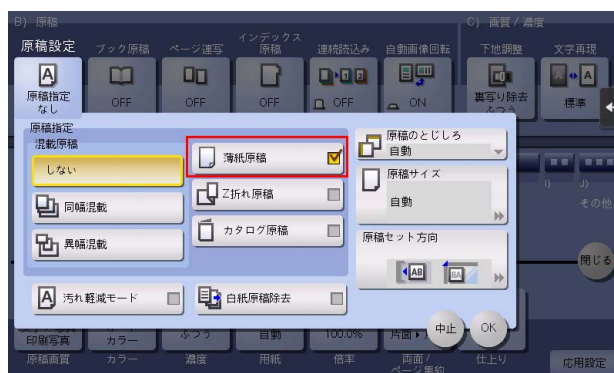 B) 原稿
C) 画質 / 濃度
原稿設定
ブック原稿
ページ連写
インデックス
原稿
連続読込み
自動画像回転
下地調整
文字再現
原稿指定
なし
OFF
OFF
OFF
OFF
ON
裏写り除去
ふつう
標準
原稿指定
混載原稿
しない
同幅混載
異幅混載
薄紙原稿
Z折れ原稿
カタログ原稿
原稿のとじしろ
自動
原稿サイズ
自動
原稿セット方向
汚れ軽減モード
白紙原稿除去
中止
OK
I)
J)
その他
閉じる
印刷写真
カラー
ふつう
自動
100.0%
原稿画質
カラー
濃度
用紙
倍率
両面 /
ページ集約
仕上り
応用設定